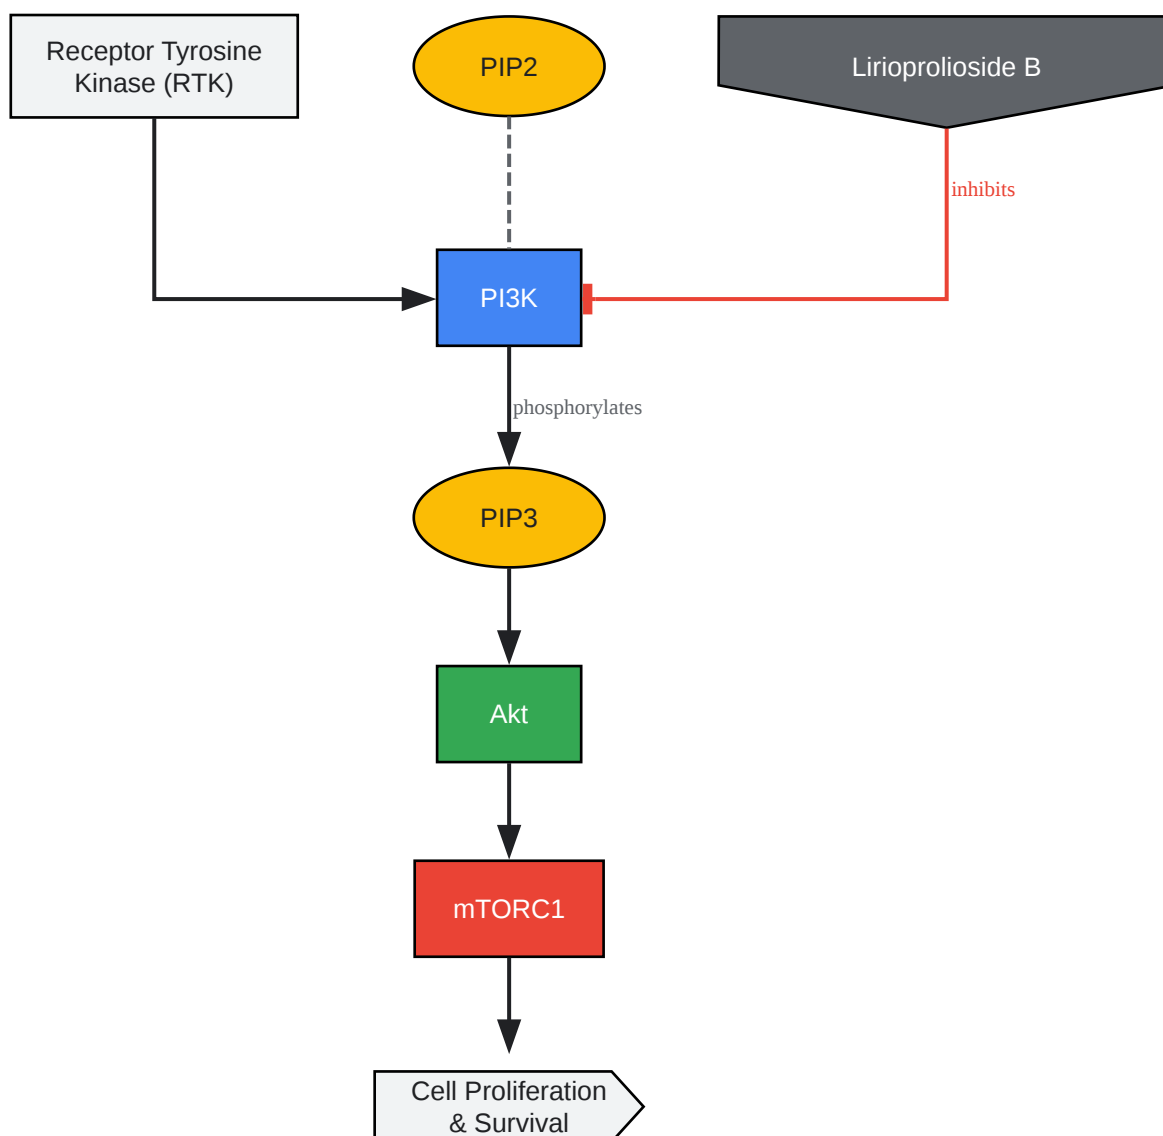 Receptor Tyrosine
Kinase (RTK)
PIP2
Lirioprolioside B
inhibits
PI3K
phosphorylates
PIP3
Akt
mTORC1
Cell Proliferation
& Survival